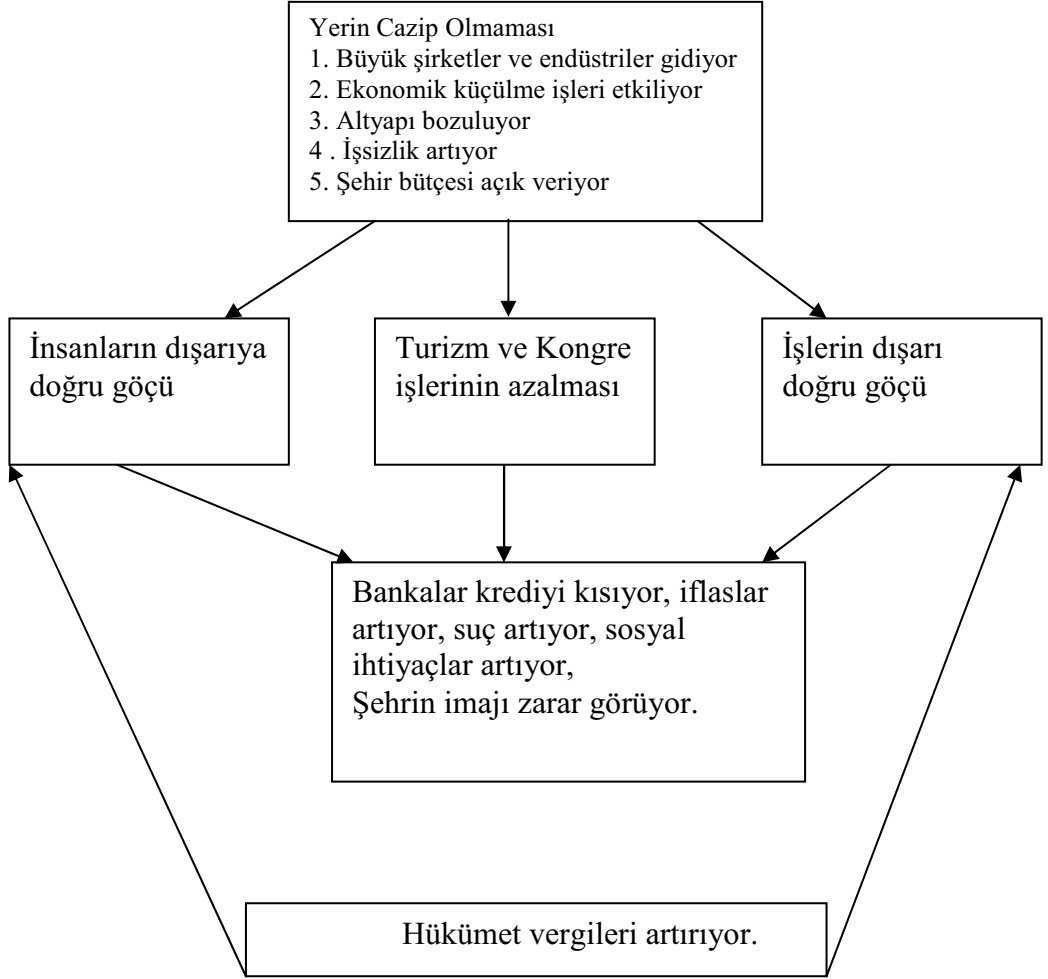 Yerin Cazip Olmaması
1. Büyük şirketler ve endüstriler gidiyor
2. Ekonomik küçülme işleri etkiliyor
3. Altyapı bozuluyor
4 . İşsizlik artıyor
5. Şehir bütçesi açık veriyor
İnsanların dışarıya
doğru göçü
Turizm ve Kongre
işlerinin azalması
İşlerin dışarı
doğru göçü
Bankalar krediyi kısıyor, iflaslar
artıyor, suç artıyor, sosyal
ihtiyaçlar artıyor,
Şehrin imajı zarar görüyor.
Hükümet vergileri artırıyor.